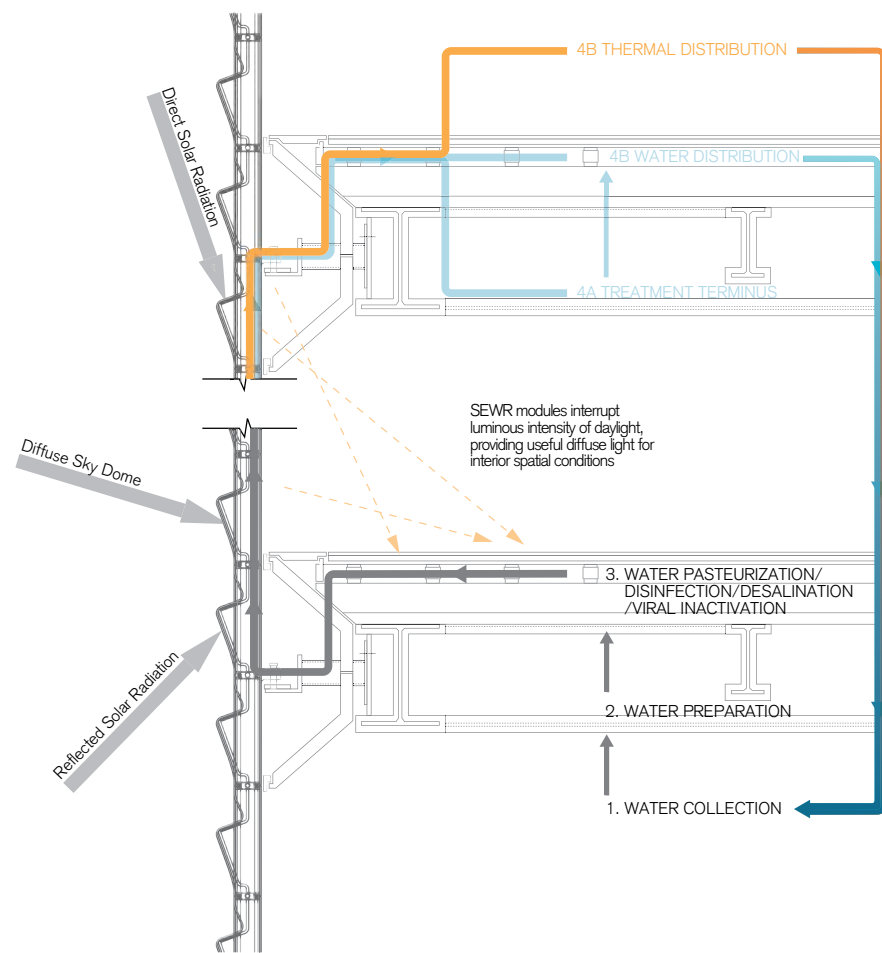 4B THERMAL DISTRIBUTION
Direct Solar Radiation
4B WATER DISTRIBUTION
4A TREATMENT TERMINUS
SEWR modules interrupt
luminous intensity of daylight,
providing useful diffuse light for
interior spatial conditions
Diffuse Sky Dome
3. WATER PASTEURIZATION/
DISINFECTION/DESALINATION
/VIRAL INACTIVATION
Reflected Solar Radiation
2. WATER PREPARATION
1. WATER COLLECTION